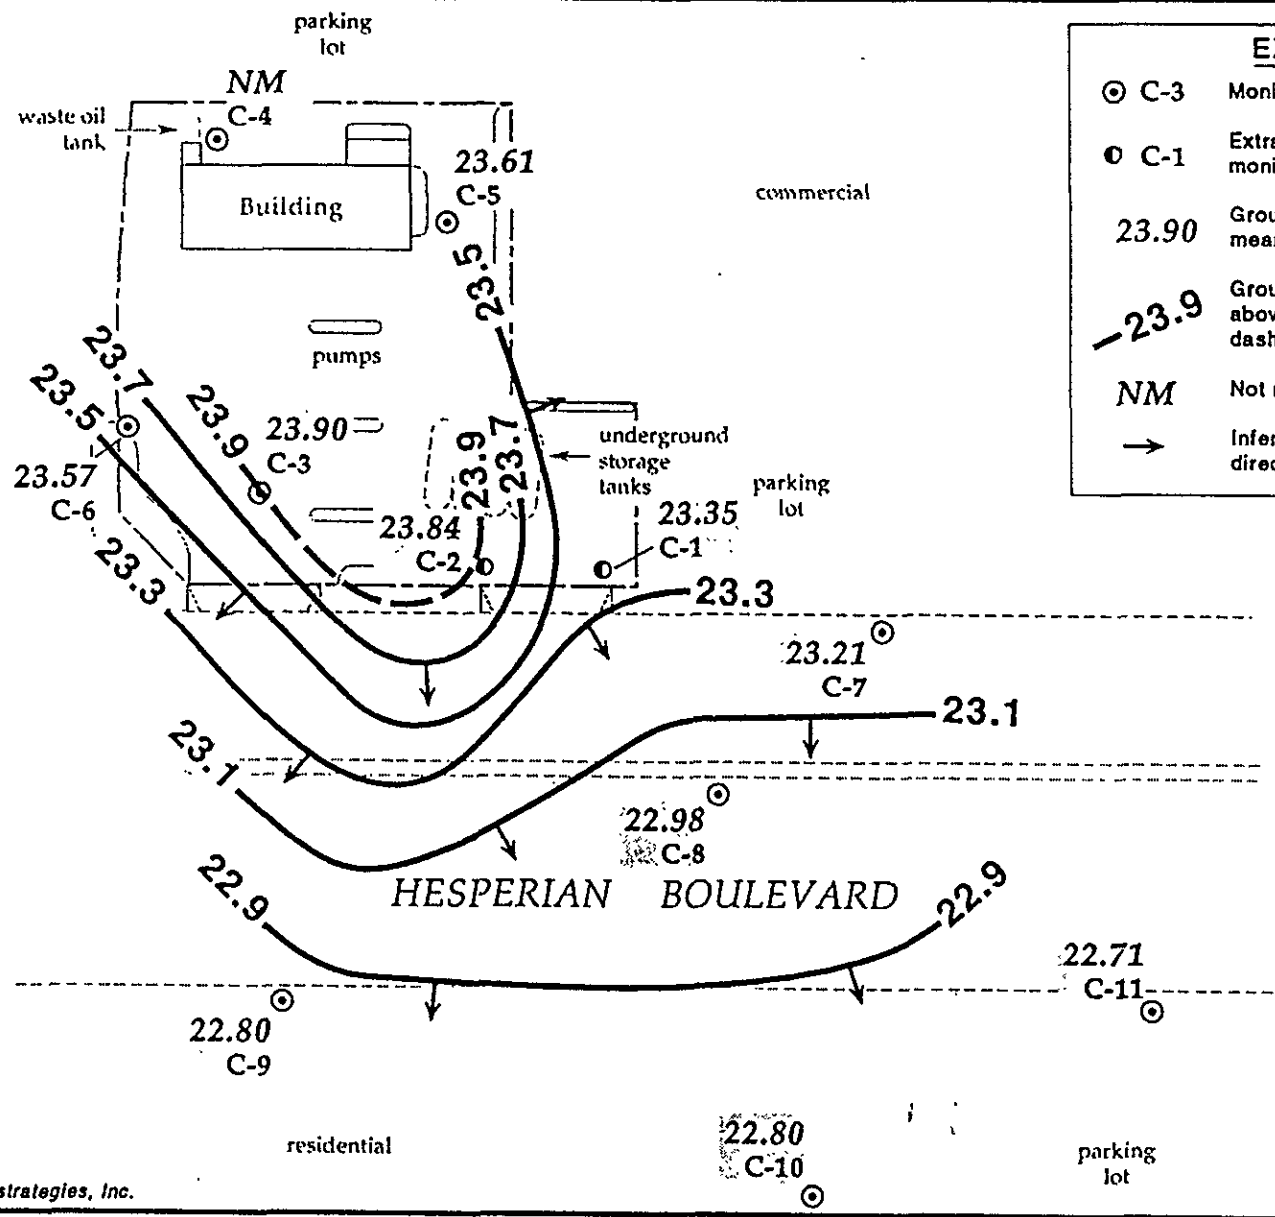 parking
lot
NM
C-4
waste oil
tank
Building
23.61
C-5
commercial
C-3
C-1
23.90
23.9
NM
Not
23.5
pumps
23.7
23.5
23.9
23.90
C-3
23.9
23.7
underground
storage
tanks
23.57
C-6
parking
lot
23.84
C-2
23.35
C-1
23.3
23.3
23.21
C-7
23.1
23.1
22.98
C-8
HESPERIAN BOULEVARD
22.9
22.9
22.71
C-11
22.80
C-9
residential
22.80
C-10
parking
lot
strategies, Inc.